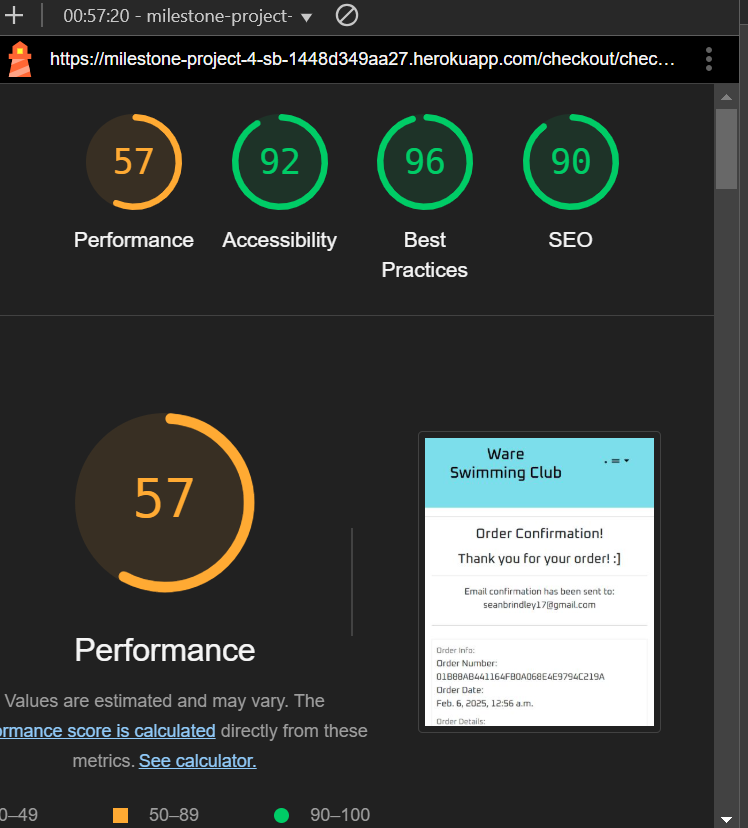 00:57:20 - milestone-project-
https://milestone-project-4-sb-1448d349aa27.herokuapp.com/checkout/chec…
57
92
96
90
Performance
Accessibility
Best
Practices
SEO
57
Performance
Values are estimated and may vary. The
ormance score is calculated directly from these
metrics. See calculator.
0–49
50–89
90–100
Ware
Swimming Club
Order Confirmation!
Thank you for your order! :]
Email confirmation has been sent to:
seanbrindley17@gmail.com
Order Info:
Order Number:
01B88AB441164FB0A068E4E9794C219A
Order Date:
Feb. 6, 2025, 12:56 a.m.
Order Details: